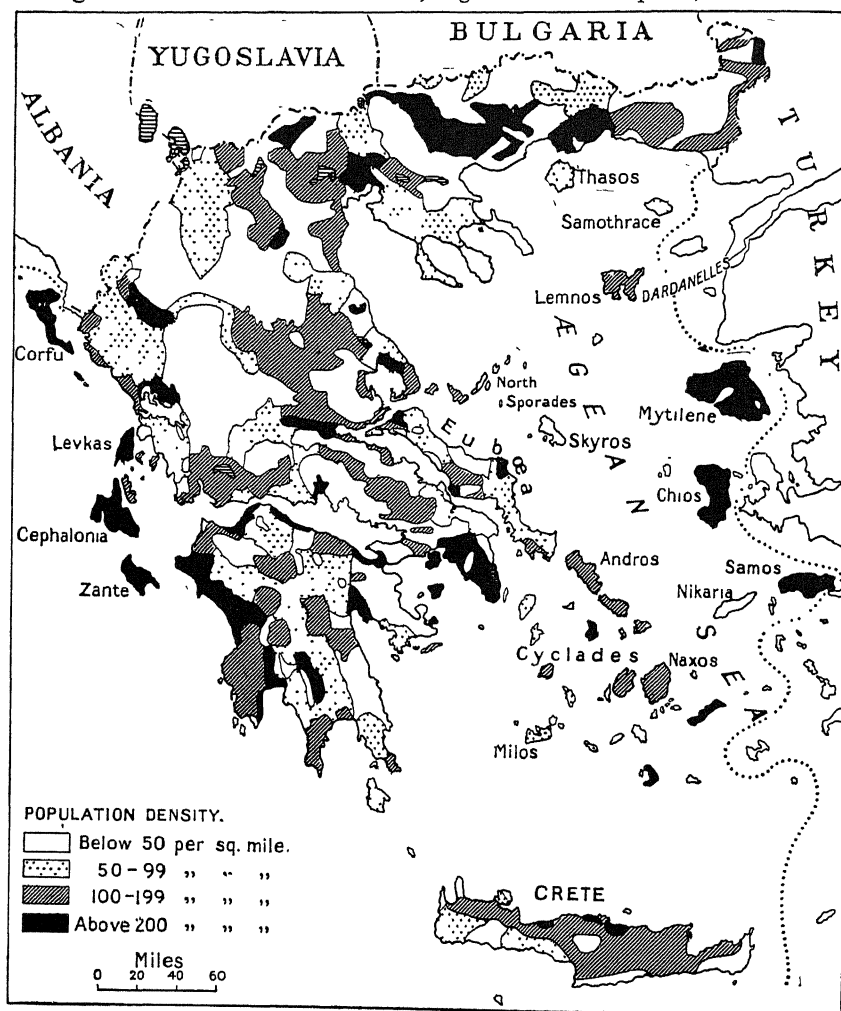 YUGOSLAVIA
BULGARIA
ALBANIA
TURKEY
Thasos
Samothrace
Lemnos
DARDANELLES
ÆGEAN SEA
Corfu
North
Sporades
Mytilene
Eubœa
Skyros
Levkas
Chios
Cephalonia
Andros
Samos
Zante
Nikaria
Cyclades
Naxos
Milos
POPULATION DENSITY.
Below 50 per sq. mile.
50-99 " " "
100-199 " " "
Above 200 " " "
Miles
0 20 40 60
CRETE